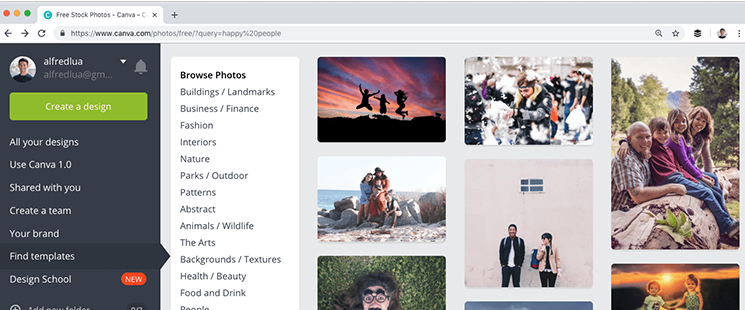 Free Stock Photos - Canva – C
https://www.canva.com/photos/free/?query=happy%20people
alfredlua
alfredlua@gm...
Create a design
All your designs
Use Canva 1.0
Shared with you
Create a team
Your brand
Find templates
Design School NEW
Add new folder
Browse Photos
Buildings / Landmarks
Business / Finance
Fashion
Interiors
Nature
Parks / Outdoor
Patterns
Abstract
Animals / Wildlife
The Arts
Backgrounds / Textures
Health / Beauty
Food and Drink
People